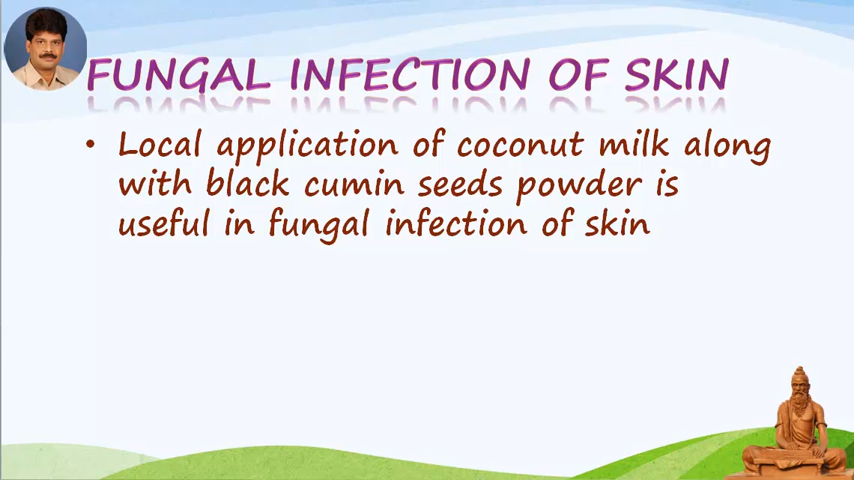 FUNGAL INFECTION OF SKIN
• Local application of coconut milk along
with black cumin seeds powder is
useful in fungal infection of skin